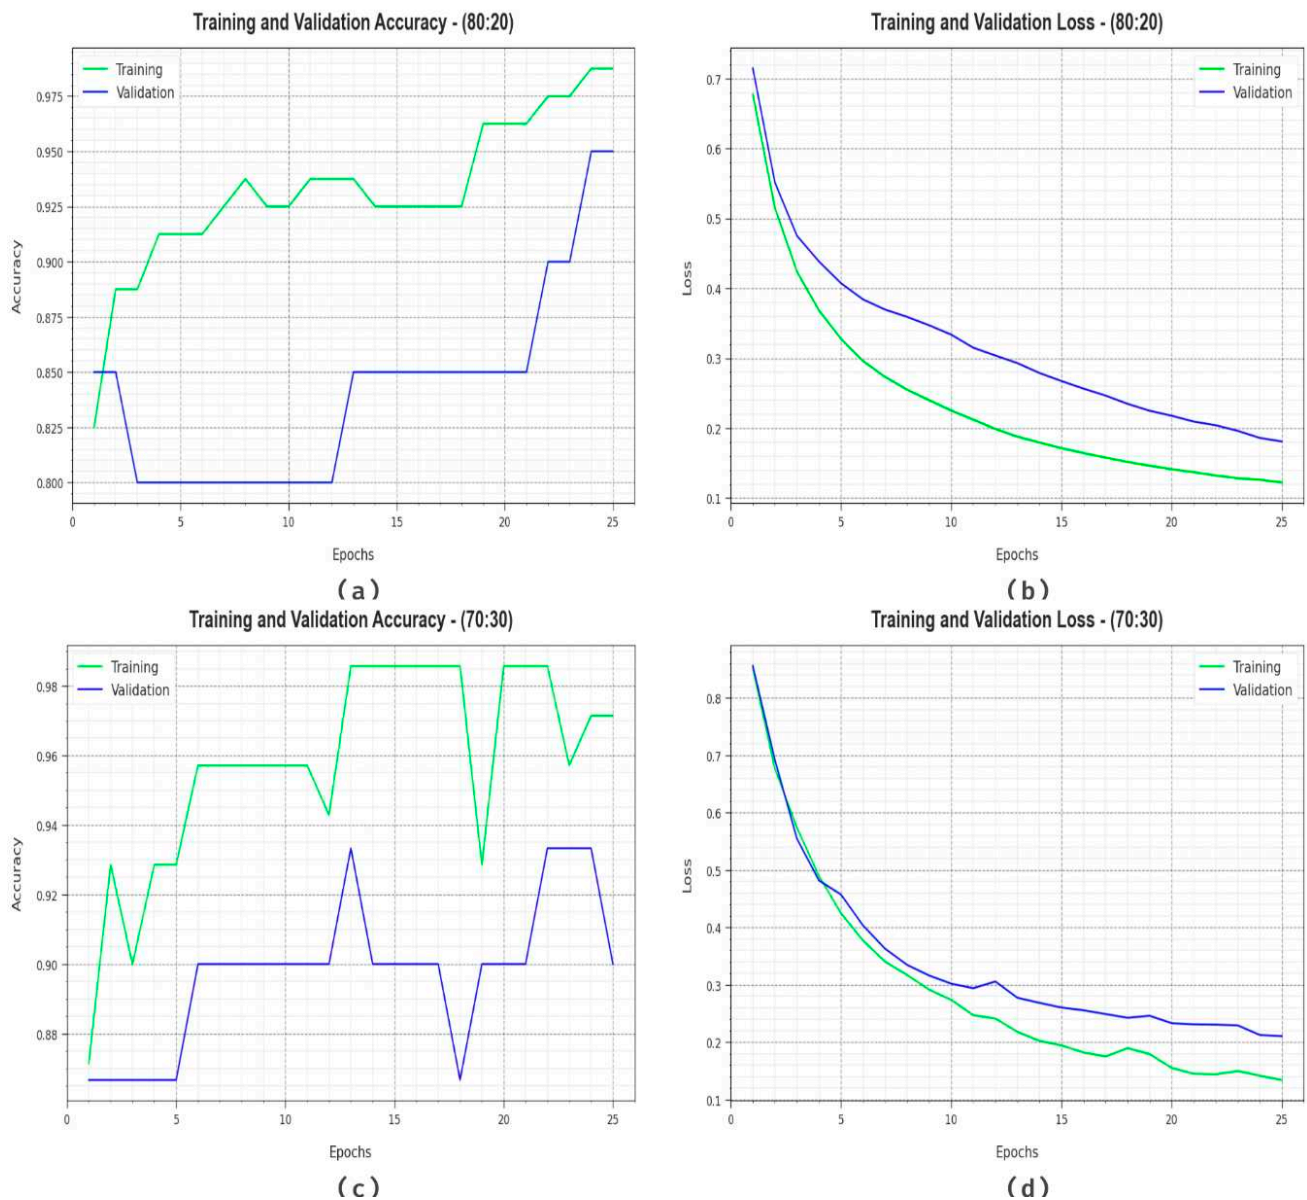 Training and Validation Accuracy - (80:20)
Training
Validation
0.975
0.950
0.925
0.900
0.875
0.850
0.825
0.800
Accuracy
0 5 10 15 20 25
Epochs
(a)
Training and Validation Loss - (80:20)
Training
Validation
0.7
0.6
0.5
0.4
0.3
0.2
0.1
Loss
0 5 10 15 20 25
Epochs
(b)
Training and Validation Accuracy - (70:30)
Training
Validation
0.98
0.96
0.94
0.92
0.90
0.88
Accuracy
0 5 10 15 20 25
Epochs
(c)
Training and Validation Loss - (70:30)
Training
Validation
0.8
0.7
0.6
0.5
0.4
0.3
0.2
0.1
Loss
0 5 10 15 20 25
Epochs
(d)